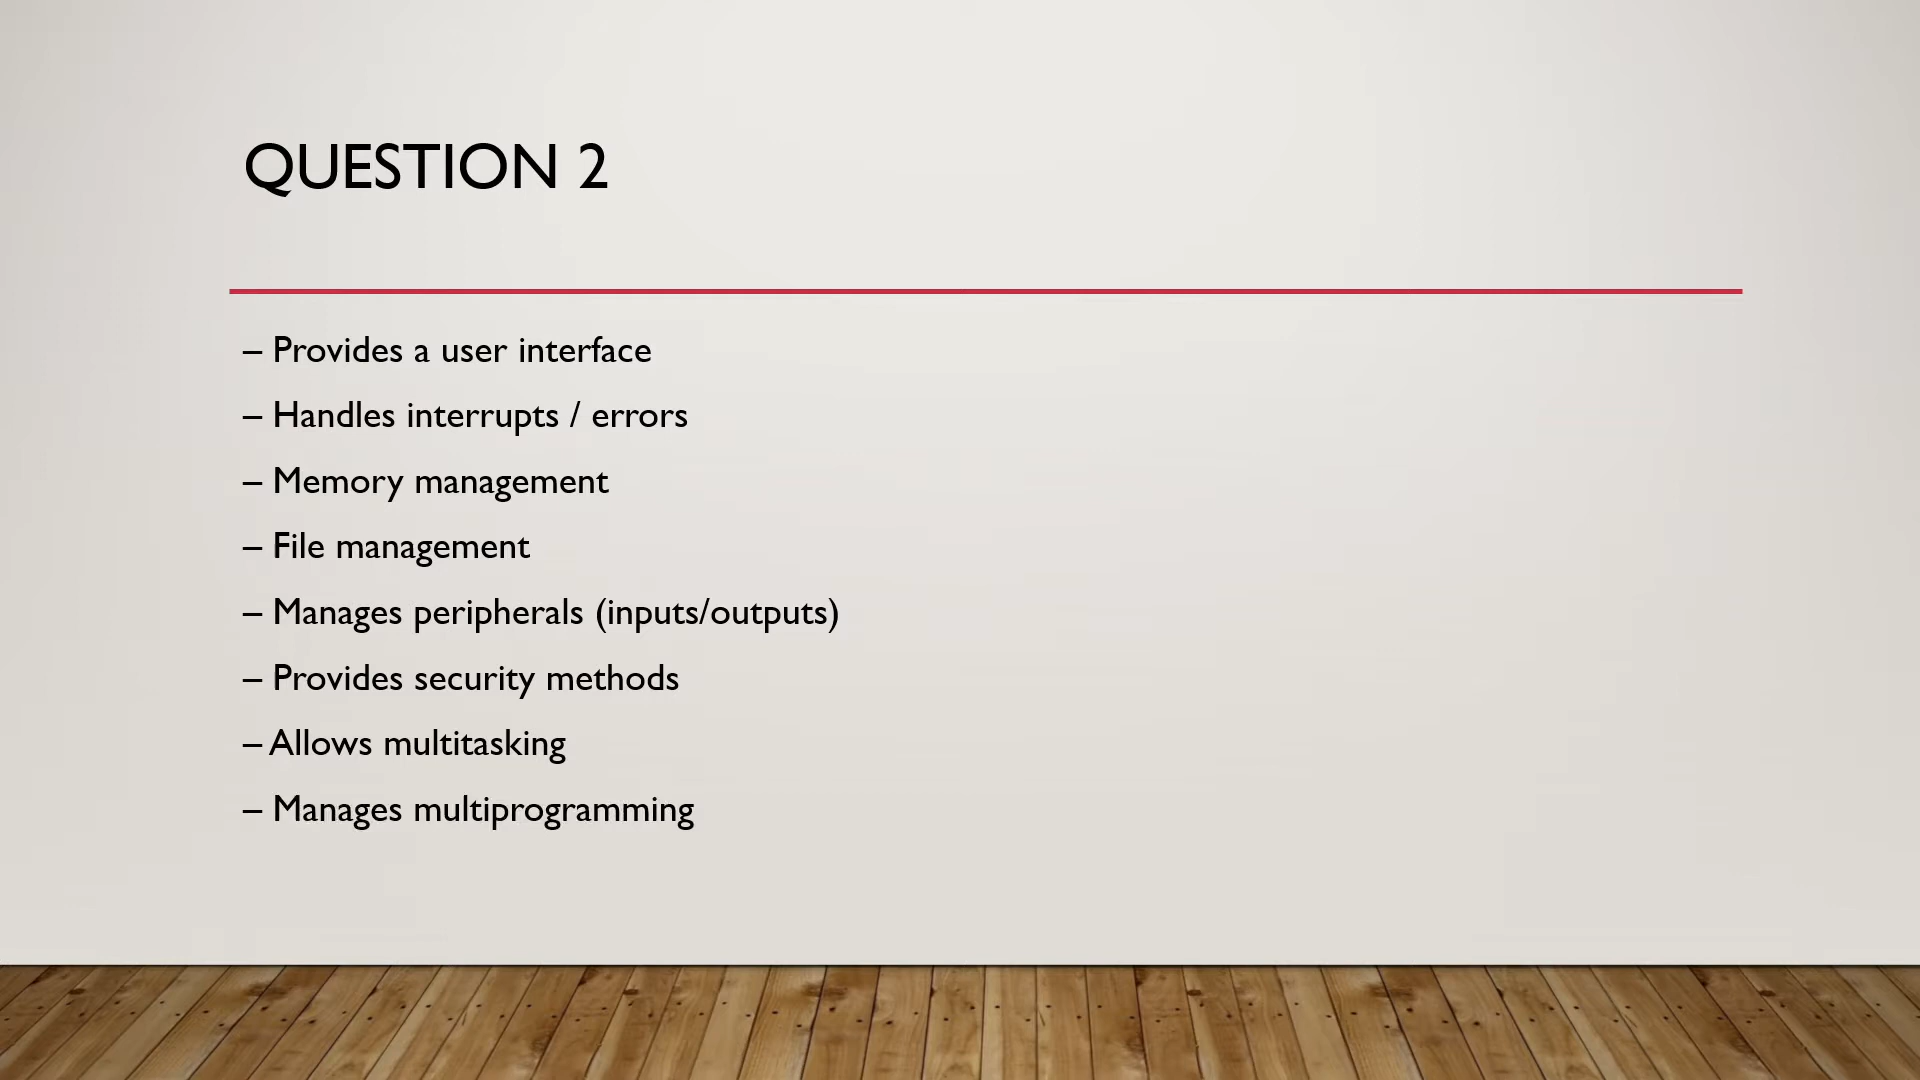 QUESTION 2
– Provides a user interface
– Handles interrupts / errors
– Memory management
– File management
– Manages peripherals (inputs/outputs)
– Provides security methods
– Allows multitasking
– Manages multiprogramming